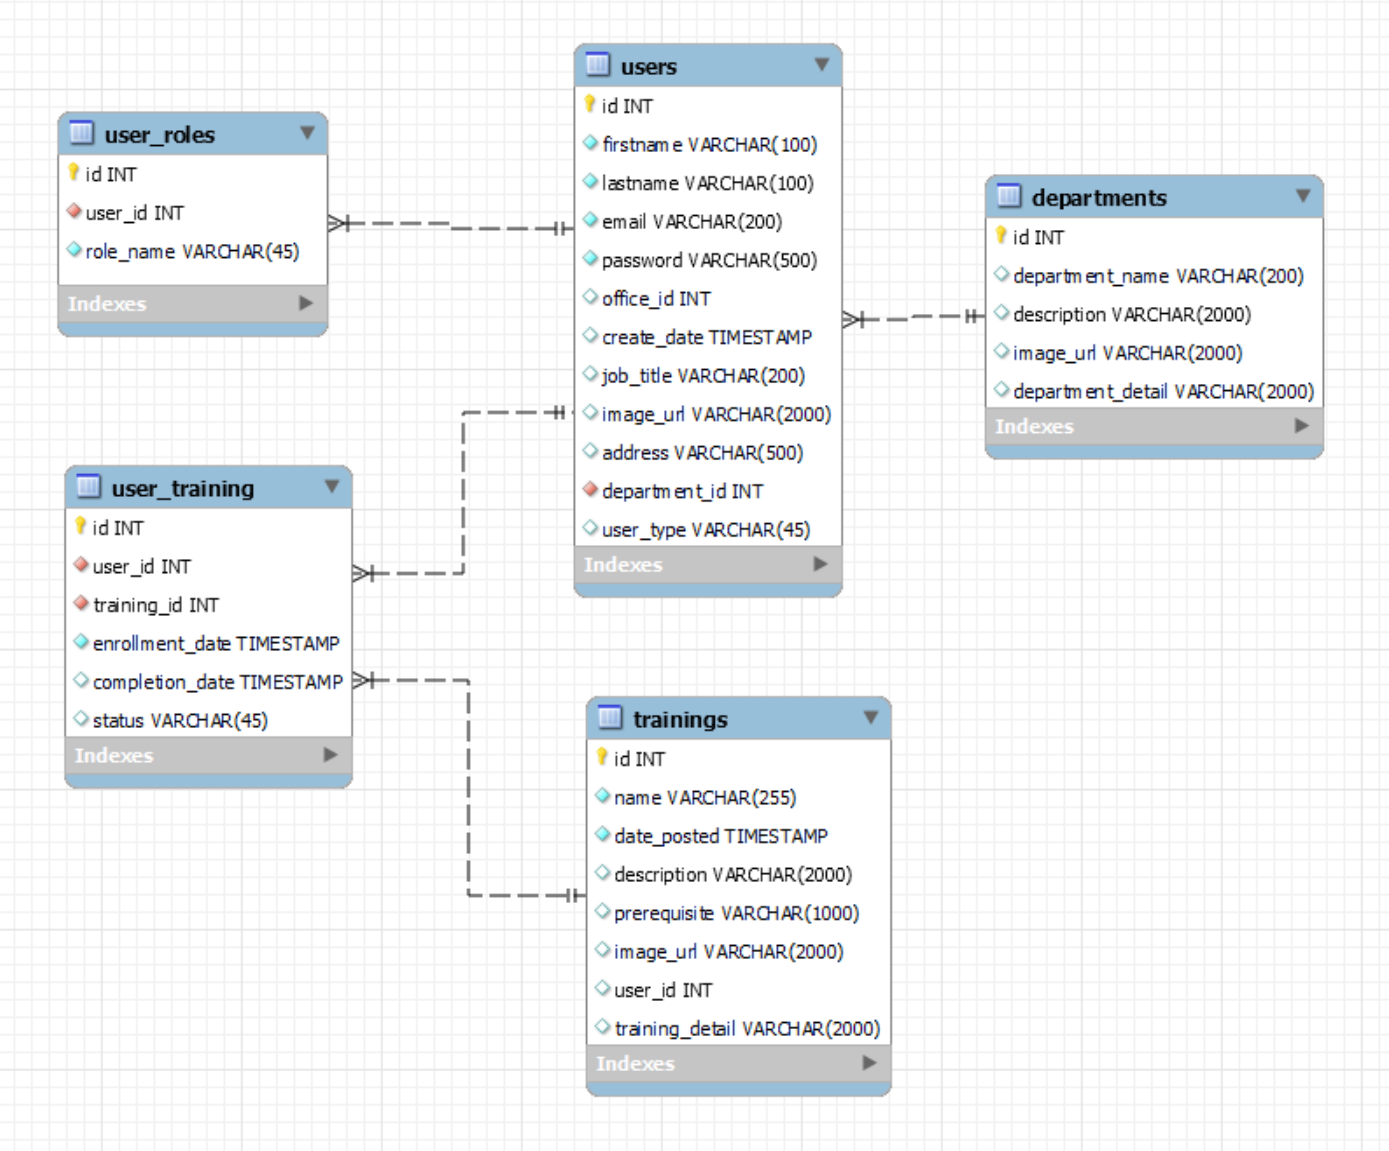 user_roles
id INT
user_id INT
role_name VARCHAR(45)
Indexes
users
id INT
firstname VARCHAR(100)
lastname VARCHAR(100)
email VARCHAR(200)
password VARCHAR(500)
office_id INT
create_date TIMESTAMP
job_title VARCHAR(200)
image_url VARCHAR(2000)
address VARCHAR(500)
department_id INT
user_type VARCHAR(45)
Indexes
departments
id INT
department_name VARCHAR(200)
description VARCHAR(2000)
image_url VARCHAR(2000)
department_detail VARCHAR(2000)
Indexes
user_training
id INT
user_id INT
training_id INT
enrollment_date TIMESTAMP
completion_date TIMESTAMP
status VARCHAR(45)
Indexes
trainings
id INT
name VARCHAR(255)
date_posted TIMESTAMP
description VARCHAR(2000)
prerequisite VARCHAR(1000)
image_url VARCHAR(2000)
user_id INT
training_detail VARCHAR(2000)
Indexes